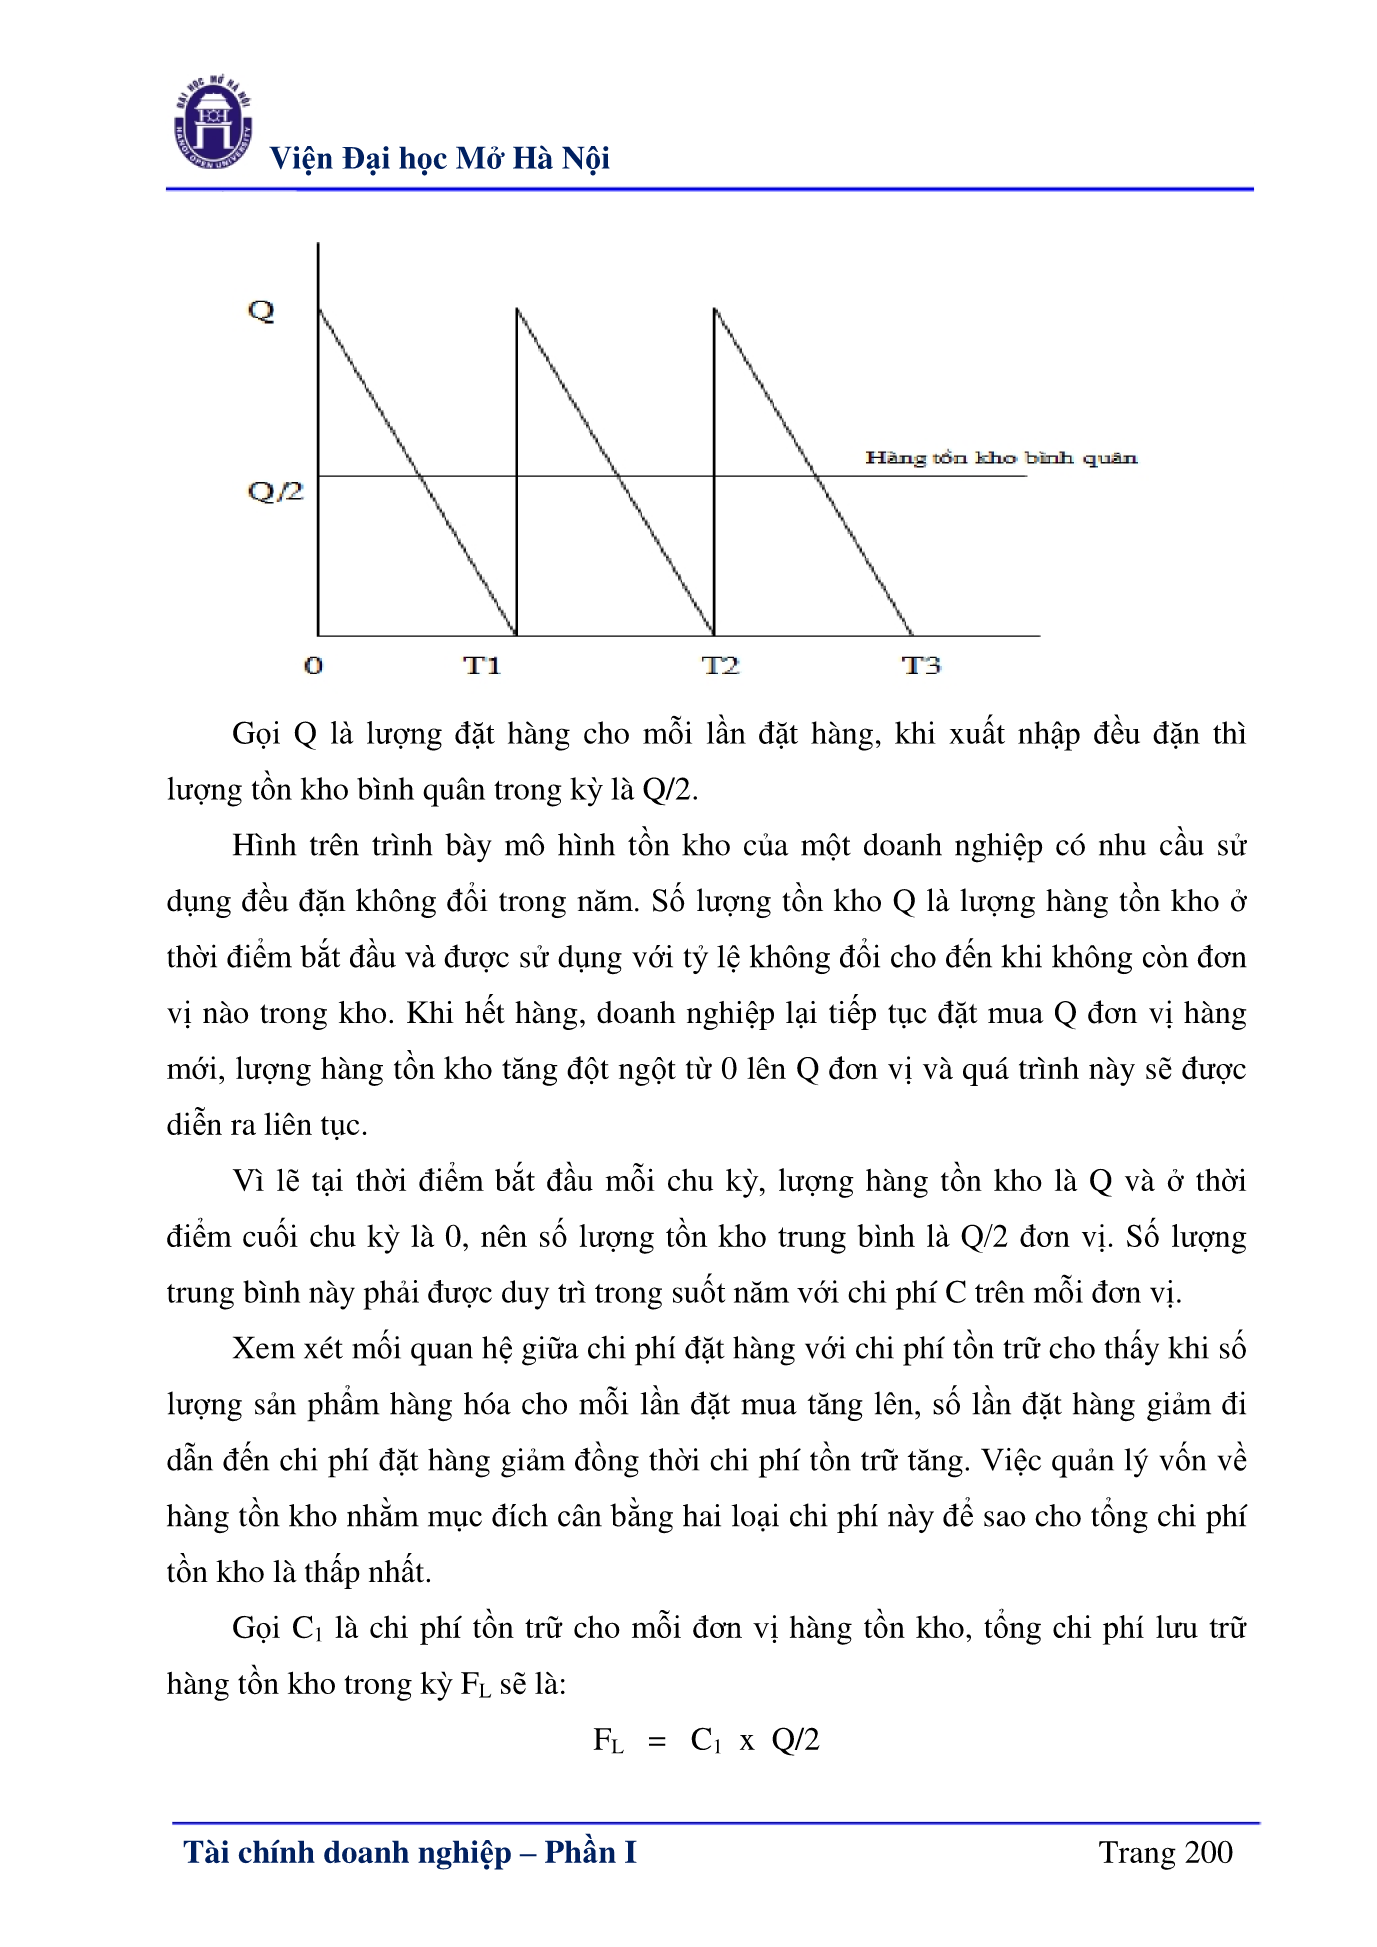 ĐẠI HỌC MỞ HÀ NỘI
HANOI OPEN UNIVERSITY
Viện Đại học Mở Hà Nội
Q
Hàng tồn kho bình quân
Q/2
0 T1 T2 T3
Gọi Q là lượng đặt hàng cho mỗi lần đặt hàng, khi xuất nhập đều đặn thì
lượng tồn kho bình quân trong kỳ là Q/2.
Hình trên trình bày mô hình tồn kho của một doanh nghiệp có nhu cầu sử
dụng đều đặn không đổi trong năm. Số lượng tồn kho Q là lượng hàng tồn kho ở
thời điểm bắt đầu và được sử dụng với tỷ lệ không đổi cho đến khi không còn đơn
vị nào trong kho. Khi hết hàng, doanh nghiệp lại tiếp tục đặt mua Q đơn vị hàng
mới, lượng hàng tồn kho tăng đột ngột từ 0 lên Q đơn vị và quá trình này sẽ được
diễn ra liên tục.
Vì lẽ tại thời điểm bắt đầu mỗi chu kỳ, lượng hàng tồn kho là Q và ở thời
điểm cuối chu kỳ là 0, nên số lượng tồn kho trung bình là Q/2 đơn vị. Số lượng
trung bình này phải được duy trì trong suốt năm với chi phí C trên mỗi đơn vị.
Xem xét mối quan hệ giữa chi phí đặt hàng với chi phí tồn trữ cho thấy khi số
lượng sản phẩm hàng hóa cho mỗi lần đặt mua tăng lên, số lần đặt hàng giảm đi
dẫn đến chi phí đặt hàng giảm đồng thời chi phí tồn trữ tăng. Việc quản lý vốn về
hàng tồn kho nhằm mục đích cân bằng hai loại chi phí này để sao cho tổng chi phí
tồn kho là thấp nhất.
Gọi C₁ là chi phí tồn trữ cho mỗi đơn vị hàng tồn kho, tổng chi phí lưu trữ
hàng tồn kho trong kỳ F_L sẽ là:
F_L = C₁ x Q/2
Tài chính doanh nghiệp – Phần I Trang 200